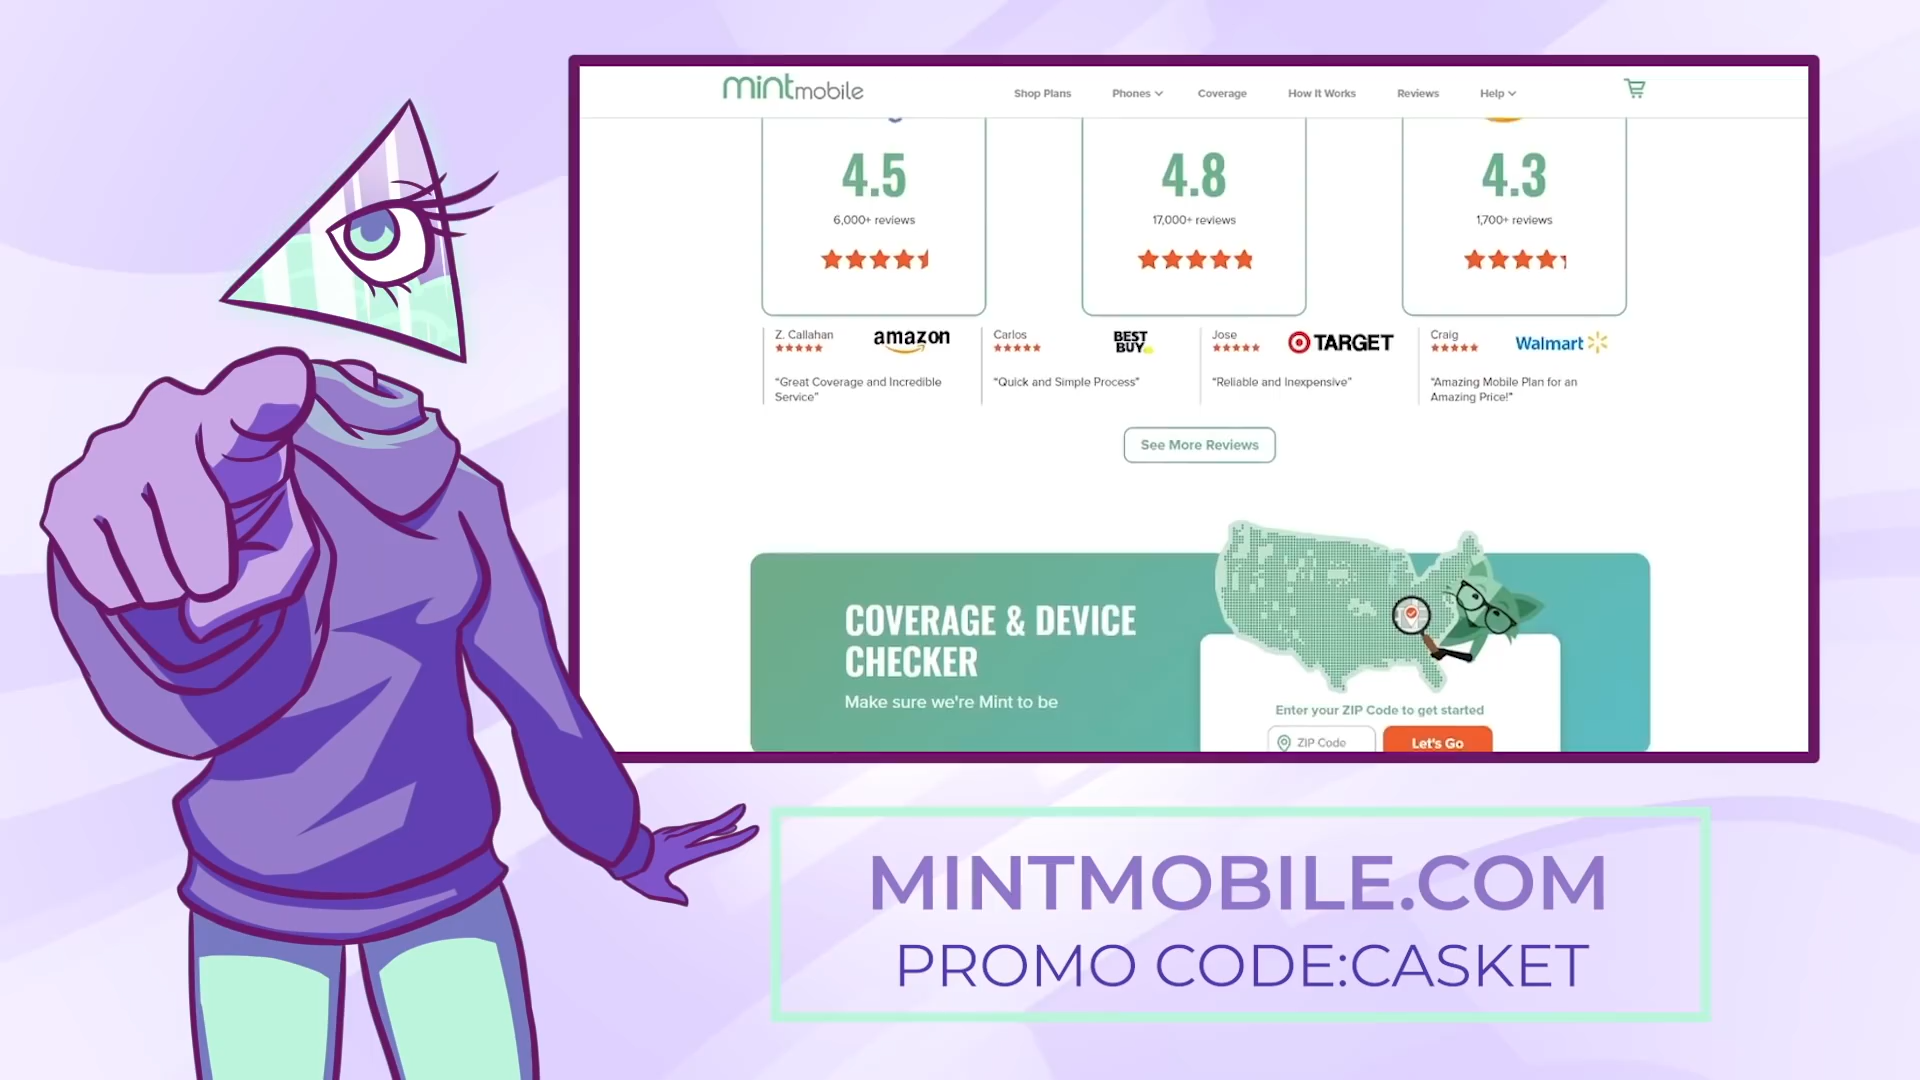 mintmobile
Shop Plans Phones Coverage How It Works Reviews Help
4.5 4.8 4.3
6,000+ reviews 17,000+ reviews 1,700+ reviews
Z. Callahan amazon
"Great Coverage and Incredible
Service"
Carlos BEST
BUY
"Quick and Simple Process"
Jose TARGET
"Reliable and Inexpensive"
Craig Walmart
"Amazing Mobile Plan for an
Amazing Price!"
See More Reviews
COVERAGE & DEVICE
CHECKER
Make sure we're Mint to be
Enter your ZIP Code to get started
ZIP Code Let's Go
MINTMOBILE.COM
PROMO CODE:CASKET